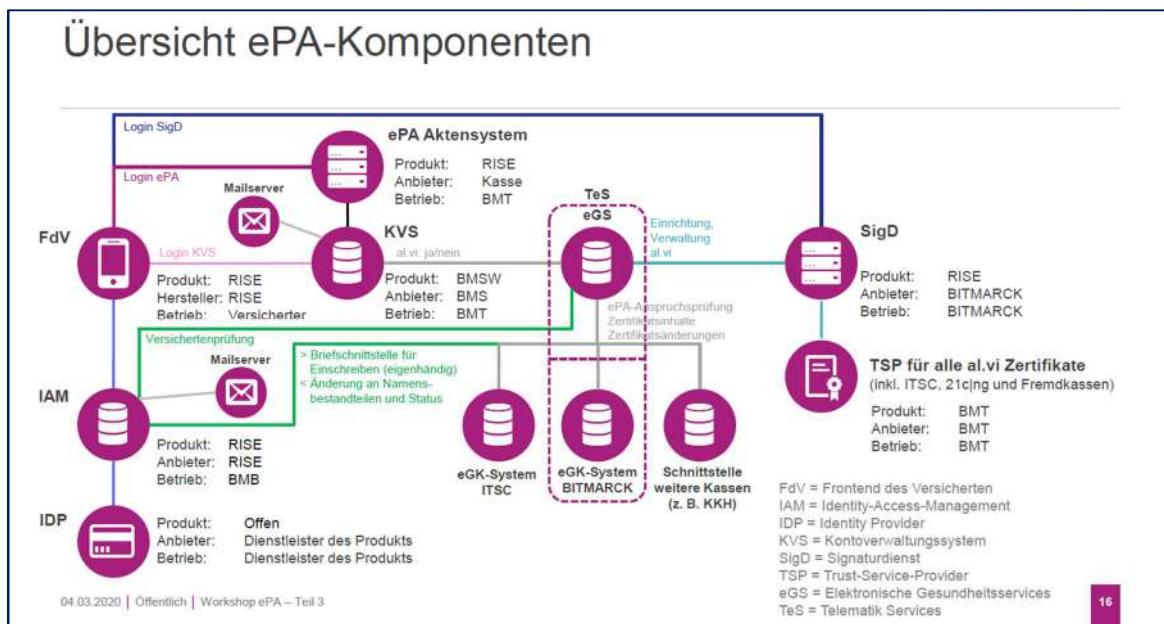 Übersicht ePA-Komponenten
Login SigD
ePA Aktensystem
Produkt: RISE
Anbieter: Kasse
Betrieb: BMT
Login ePA
Mailserver
TeS
eGS
FdV
KVS
Einrichtung,
Verwaltung
al.vi
SigD
Login KVS
al.vi: ja/nein
Produkt: RISE
Hersteller: RISE
Betrieb: Versicherter
Produkt: BMSW
Anbieter: BMS
Betrieb: BMT
Produkt: RISE
Anbieter: BITMARCK
Betrieb: BITMARCK
ePA-Anspruchsprüfung
Zertifikatsinhalte
Zertifikatsänderungen
Versichertenprüfung
Mailserver
> Briefschnittstelle für
Einschreiben (eigenhändig)
< Änderung an Namens-
bestandteilen und Status
TSP für alle al.vi Zertifikate
(inkl. ITSC, 21c|ng und Fremdkassen)
Produkt: BMT
Anbieter: BMT
Betrieb: BMT
IAM
Produkt: RISE
Anbieter: RISE
Betrieb: BMB
eGK-System
ITSC
eGK-System
BITMARCK
Schnittstelle
weitere Kassen
(z. B. KKH)
IDP
Produkt: Offen
Anbieter: Dienstleister des Produkts
Betrieb: Dienstleister des Produkts
FdV = Frontend des Versicherten
IAM = Identity-Access-Management
IDP = Identity Provider
KVS = Kontoverwaltungssystem
SigD = Signaturdienst
TSP = Trust-Service-Provider
eGS = Elektronische Gesundheitsservices
TeS = Telematik Services
04.03.2020 | Öffentlich | Workshop ePA – Teil 3
16